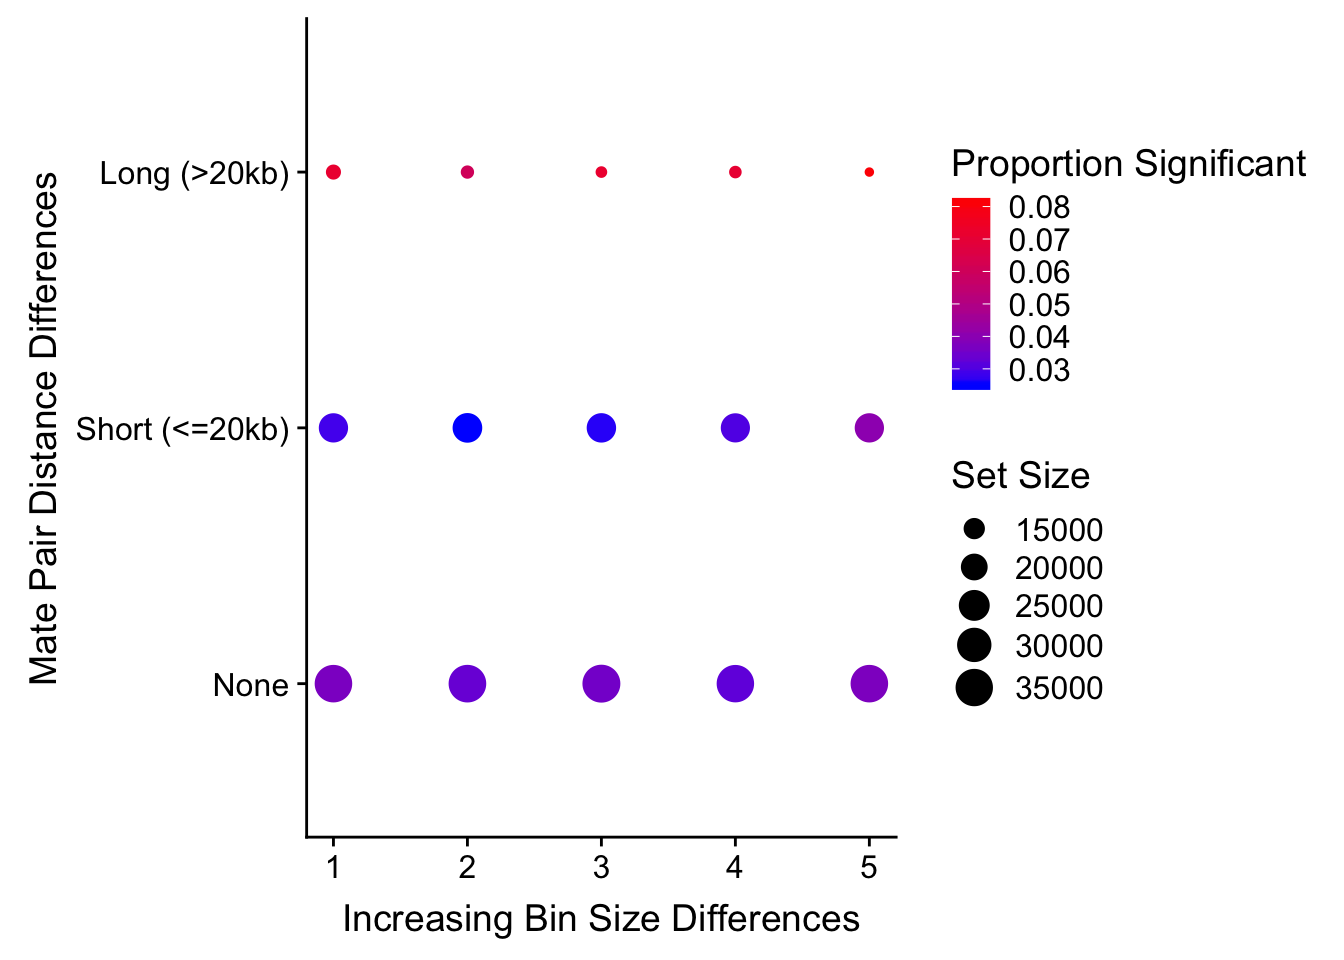 Mate Pair Distance Differences
Long (>20kb)
Short (<=20kb)
None
1 2 3 4 5
Increasing Bin Size Differences
Proportion Significant
0.08
0.07
0.06
0.05
0.04
0.03
Set Size
15000
20000
25000
30000
35000